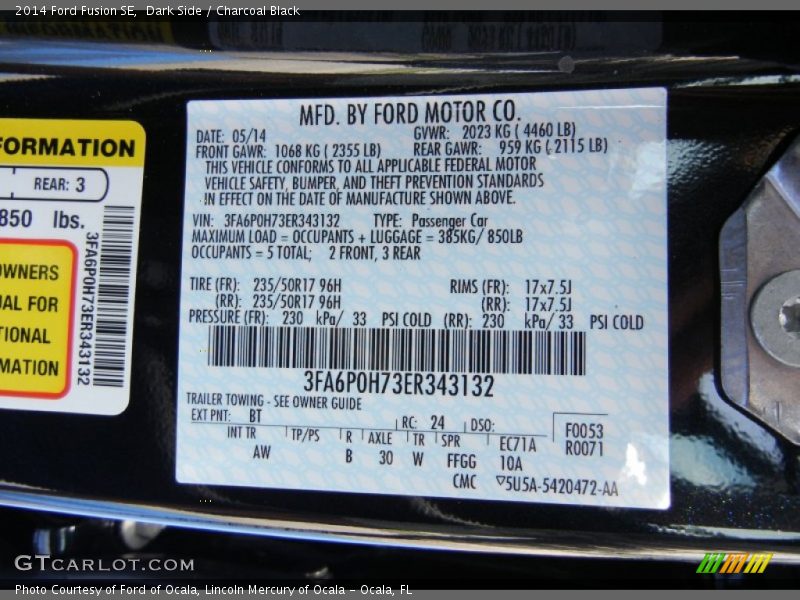 2014 Ford Fusion SE, Dark Side / Charcoal Black
FORMATION
REAR: 3
850 lbs.
OWNERS
UAL FOR
TIONAL
MATION
3FA6P0H73ER343132
MFD. BY FORD MOTOR CO.
DATE: 05/14 GVWR: 2023 KG ( 4460 LB)
FRONT GAWR: 1068 KG ( 2355 LB) REAR GAWR: 959 KG ( 2115 LB)
THIS VEHICLE CONFORMS TO ALL APPLICABLE FEDERAL MOTOR
VEHICLE SAFETY, BUMPER, AND THEFT PREVENTION STANDARDS
IN EFFECT ON THE DATE OF MANUFACTURE SHOWN ABOVE.
VIN: 3FA6P0H73ER343132 TYPE: Passenger Car
MAXIMUM LOAD = OCCUPANTS + LUGGAGE = 385KG/ 850LB
OCCUPANTS = 5 TOTAL; 2 FRONT, 3 REAR
TIRE (FR): 235/50R17 96H RIMS (FR): 17x7.5J
(RR): 235/50R17 96H (RR): 17x7.5J
PRESSURE (FR): 230 kPa/ 33 PSI COLD (RR): 230 kPa/ 33 PSI COLD
3FA6P0H73ER343132
TRAILER TOWING - SEE OWNER GUIDE
EXT PNT: BT RC: 24 DSO: F0053
INT TR TP/PS R AXLE TR SPR EC71A R0071
AW B 30 W FFGG 10A
CMC ▽5U5A-5420472-AA
GTCARLOT.COM
Photo Courtesy of Ford of Ocala, Lincoln Mercury of Ocala - Ocala, FL